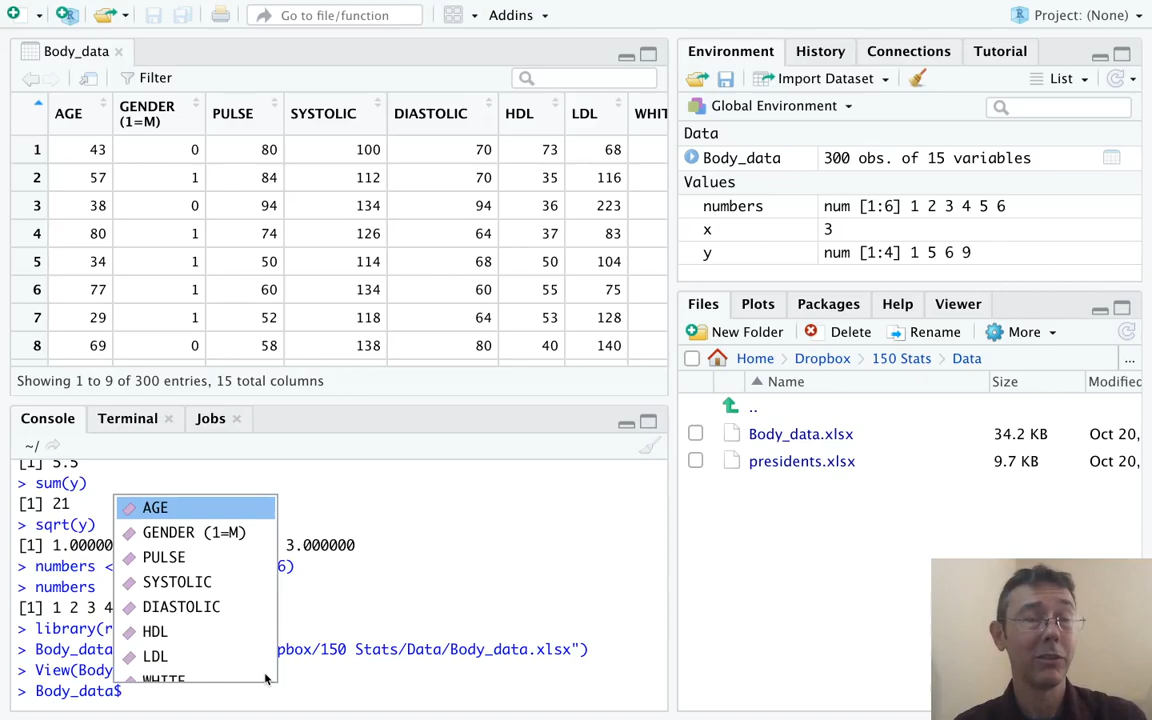 Go to file/function
Addins
Project: (None)
Body_data
Filter
AGE GENDER (1=M) PULSE SYSTOLIC DIASTOLIC HDL LDL WHIT
1 43 0 80 100 70 73 68
2 57 1 84 112 70 35 116
3 38 0 94 134 94 36 223
4 80 1 74 126 64 37 83
5 34 1 50 114 68 50 104
6 77 1 60 134 60 55 75
7 29 1 52 118 64 53 128
8 69 0 58 138 80 40 140
Showing 1 to 9 of 300 entries, 15 total columns
Console Terminal Jobs
~/
[1] 5.5
> sum(y)
[1] 21
> sqrt(y)
[1] 1.00000 3.000000
> numbers < 6)
> numbers
[1] 1 2 3 4
> library(r
> Body_data pbox/150 Stats/Data/Body_data.xlsx")
> View(Body
> Body_data$
AGE
GENDER (1=M)
PULSE
SYSTOLIC
DIASTOLIC
HDL
LDL
WHITE
Environment History Connections Tutorial
Import Dataset
List
Global Environment
Data
Body_data 300 obs. of 15 variables
Values
numbers num [1:6] 1 2 3 4 5 6
x 3
y num [1:4] 1 5 6 9
Files Plots Packages Help Viewer
New Folder Delete Rename More
Home Dropbox 150 Stats Data ...
Name Size Modified
..
Body_data.xlsx 34.2 KB Oct 20,
presidents.xlsx 9.7 KB Oct 20,